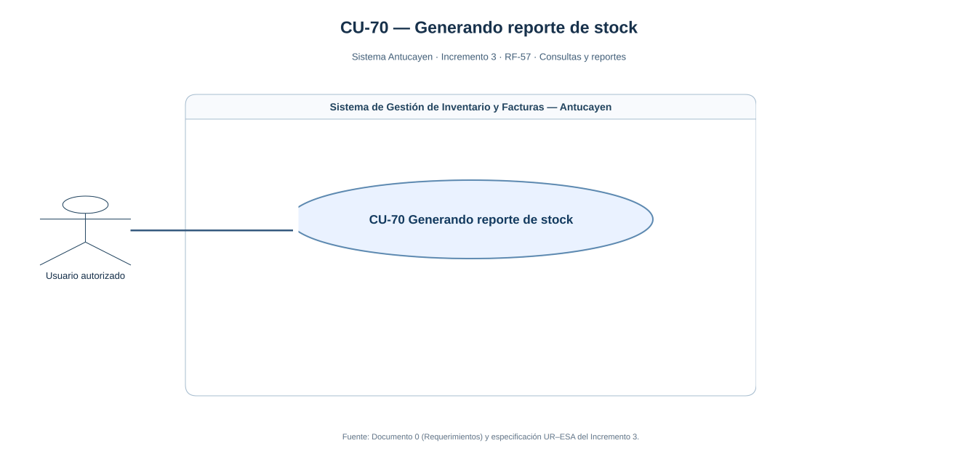 CU-70 — Generando reporte de stock
Sistema Antucayen · Incremento 3 · RF-57 · Consultas y reportes
Sistema de Gestión de Inventario y Facturas — Antucayen
CU-70 Generando reporte de stock
Usuario autorizado
Fuente: Documento 0 (Requerimientos) y especificación UR–ESA del Incremento 3.